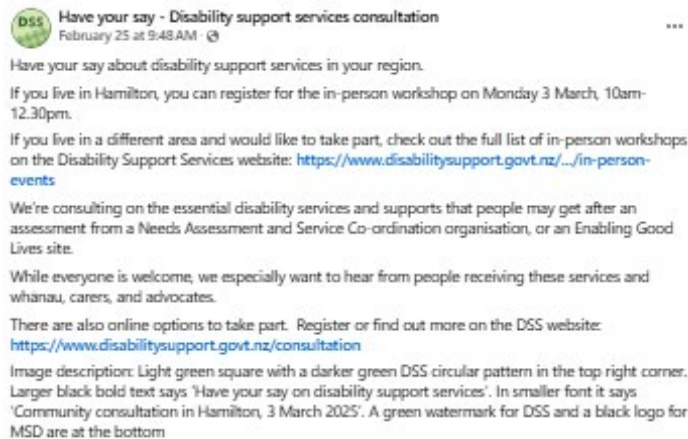 DSS
Have your say - Disability support services consultation
February 25 at 9:48 AM ·
Have your say about disability support services in your region.
If you live in Hamilton, you can register for the in-person workshop on Monday 3 March, 10am-
12.30pm.
If you live in a different area and would like to take part, check out the full list of in-person workshops
on the Disability Support Services website: https://www.disabilitysupport.govt.nz/.../in-person-
events
We're consulting on the essential disability services and supports that people may get after an
assessment from a Needs Assessment and Service Co-ordination organisation, or an Enabling Good
Lives site.
While everyone is welcome, we especially want to hear from people receiving these services and
whānau, carers, and advocates.
There are also online options to take part.  Register or find out more on the DSS website:
https://www.disabilitysupport.govt.nz/consultation
Image description: Light green square with a darker green DSS circular pattern in the top right corner.
Larger black bold text says 'Have your say on disability support services'. In smaller font it says
'Community consultation in Hamilton, 3 March 2025'. A green watermark for DSS and a black logo for
MSD are at the bottom